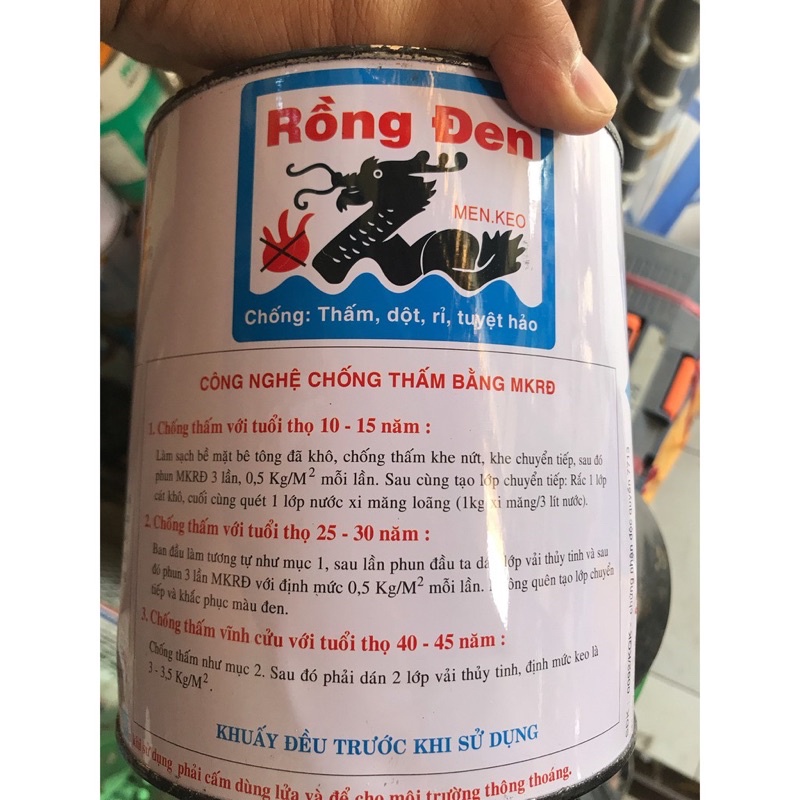 Rồng Đen
MEN.KEO
Chống: Thấm, dột, rỉ, tuyệt hảo
CÔNG NGHỆ CHỐNG THẤM BẰNG MKRĐ
1. Chống thấm với tuổi thọ 10 - 15 năm :
Làm sạch bề mặt bê tông đã khô, chống thấm khe nứt, khe chuyển tiếp, sau đó
phun MKRĐ 3 lần, 0,5 Kg/M² mỗi lần. Sau cùng tạo lớp chuyển tiếp: Rắc 1 lớp
cát khô, cuối cùng quét 1 lớp nước xi măng loãng (1kg xi măng/3 lít nước).
2. Chống thấm với tuổi thọ 25 - 30 năm :
Ban đầu làm tương tự như mục 1, sau lần phun đầu ta dán lớp vải thủy tinh và sau
đó phun 3 lần MKRĐ với định mức 0,5 Kg/M² mỗi lần. Không quên tạo lớp chuyển
tiếp và khắc phục màu đen.
3. Chống thấm vĩnh cửu với tuổi thọ 40 - 45 năm :
Chống thấm như mục 2. Sau đó phải dán 2 lớp vải thủy tinh, định mức keo là
3 - 3,5 Kg/M².
KHUẤY ĐỀU TRƯỚC KHI SỬ DỤNG
sử dụng phải cấm dùng lửa và để cho môi trường thông thoáng.
chứng nhận độc quyền 7713